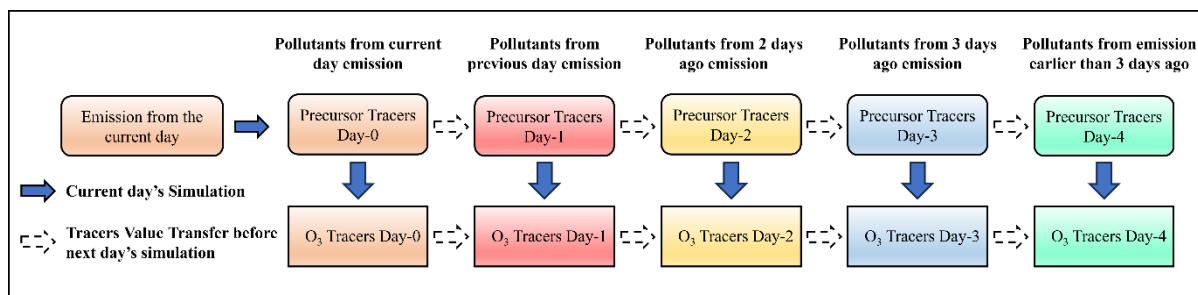 Pollutants from current
day emission
Pollutants from
previous day emission
Pollutants from 2 days
ago emission
Pollutants from 3 days
ago emission
Pollutants from emission
earlier than 3 days ago
Emission from the
current day
Precursor Tracers
Day-0
Precursor Tracers
Day-1
Precursor Tracers
Day-2
Precursor Tracers
Day-3
Precursor Tracers
Day-4
Current day's Simulation
Tracers Value Transfer before
next day's simulation
O₃ Tracers Day-0
O₃ Tracers Day-1
O₃ Tracers Day-2
O₃ Tracers Day-3
O₃ Tracers Day-4